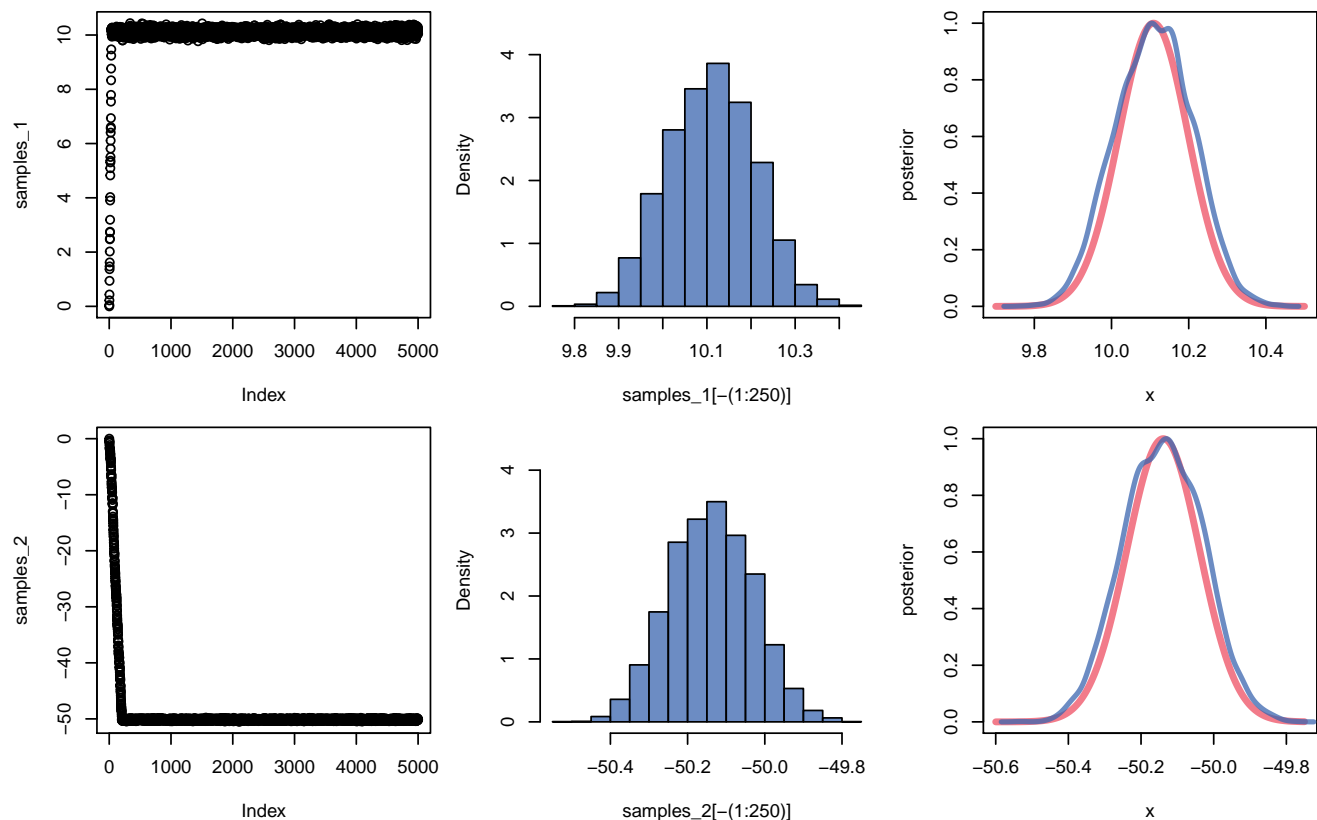 samples_1
0 2 4 6 8 10
0 1000 2000 3000 4000 5000
Index
Density
0 1 2 3 4
9.8 9.9 10.1 10.3
samples_1[-(1:250)]
posterior
0.0 0.2 0.4 0.6 0.8 1.0
9.8 10.0 10.2 10.4
x
samples_2
-50 -40 -30 -20 -10 0
0 1000 2000 3000 4000 5000
Index
Density
0 1 2 3 4
-50.4 -50.2 -50.0 -49.8
samples_2[-(1:250)]
posterior
0.0 0.2 0.4 0.6 0.8 1.0
-50.6 -50.4 -50.2 -50.0 -49.8
x